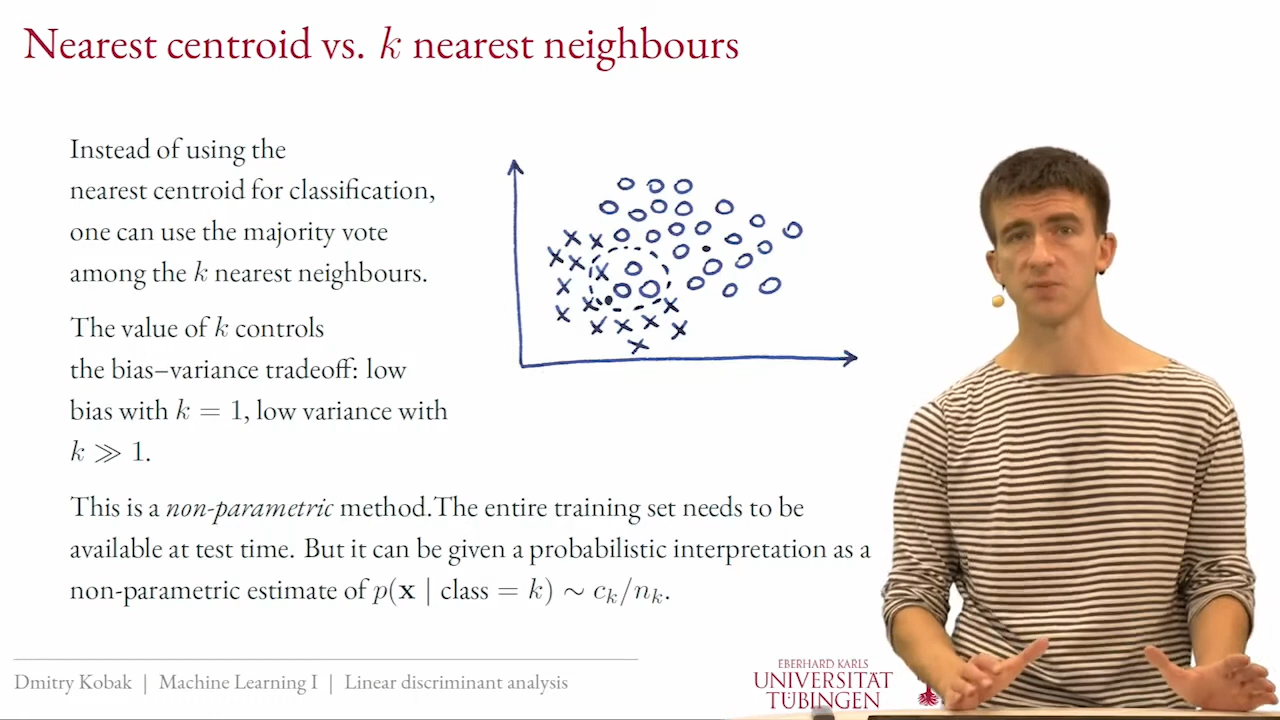 Nearest centroid vs. k nearest neighbours
Instead of using the
nearest centroid for classification,
one can use the majority vote
among the k nearest neighbours.
The value of k controls
the bias–variance tradeoff: low
bias with k = 1, low variance with
k ≫ 1.
This is a non-parametric method.The entire training set needs to be
available at test time. But it can be given a probabilistic interpretation as a
non-parametric estimate of p(x | class = k) ∼ cₖ/nₖ.
Dmitry Kobak | Machine Learning I | Linear discriminant analysis
EBERHARD KARLS
UNIVERSITÄT
TÜBINGEN